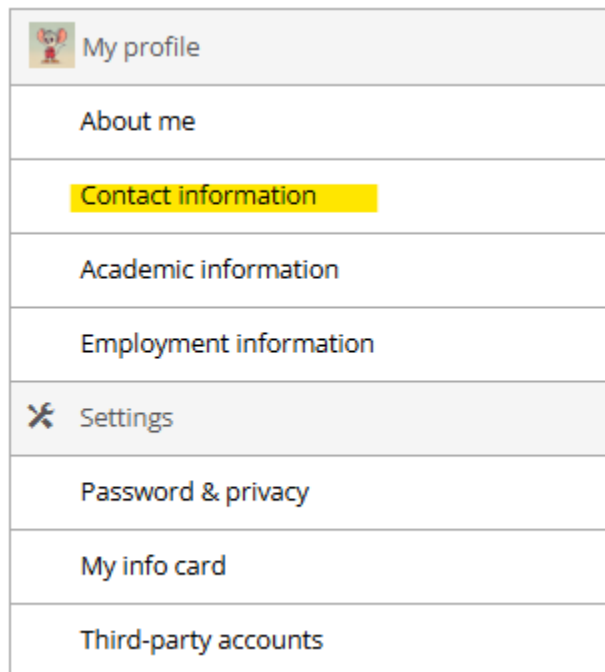 My profile
About me
Contact information
Academic information
Employment information
Settings
Password & privacy
My info card
Third-party accounts